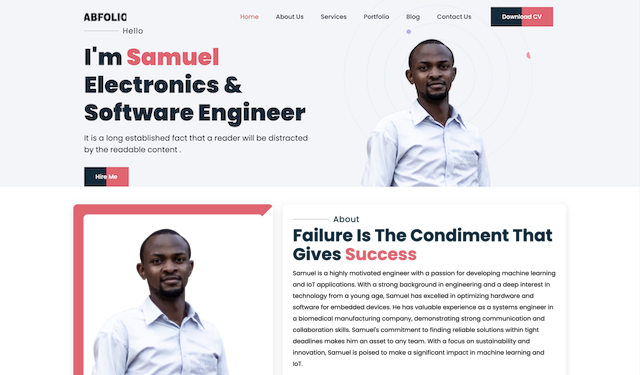 ABFOLIO
Home About Us Services Portfolio Blog Contact Us Download CV
Hello
I'm Samuel
Electronics &
Software Engineer
It is a long established fact that a reader will be distracted
by the readable content .
Hire Me
About
Failure Is The Condiment That
Gives Success
Samuel is a highly motivated engineer with a passion for developing machine learning
and IoT applications. With a strong background in engineering and a deep interest in
technology from a young age, Samuel has excelled in optimizing hardware and
software for embedded devices. He has valuable experience as a systems engineer in
a biomedical manufacturing company, demonstrating strong communication and
collaboration skills. Samuel's commitment to finding reliable solutions within tight
deadlines makes him an asset to any team. With a focus on sustainability and
innovation, Samuel is poised to make a significant impact in machine learning and
IoT.